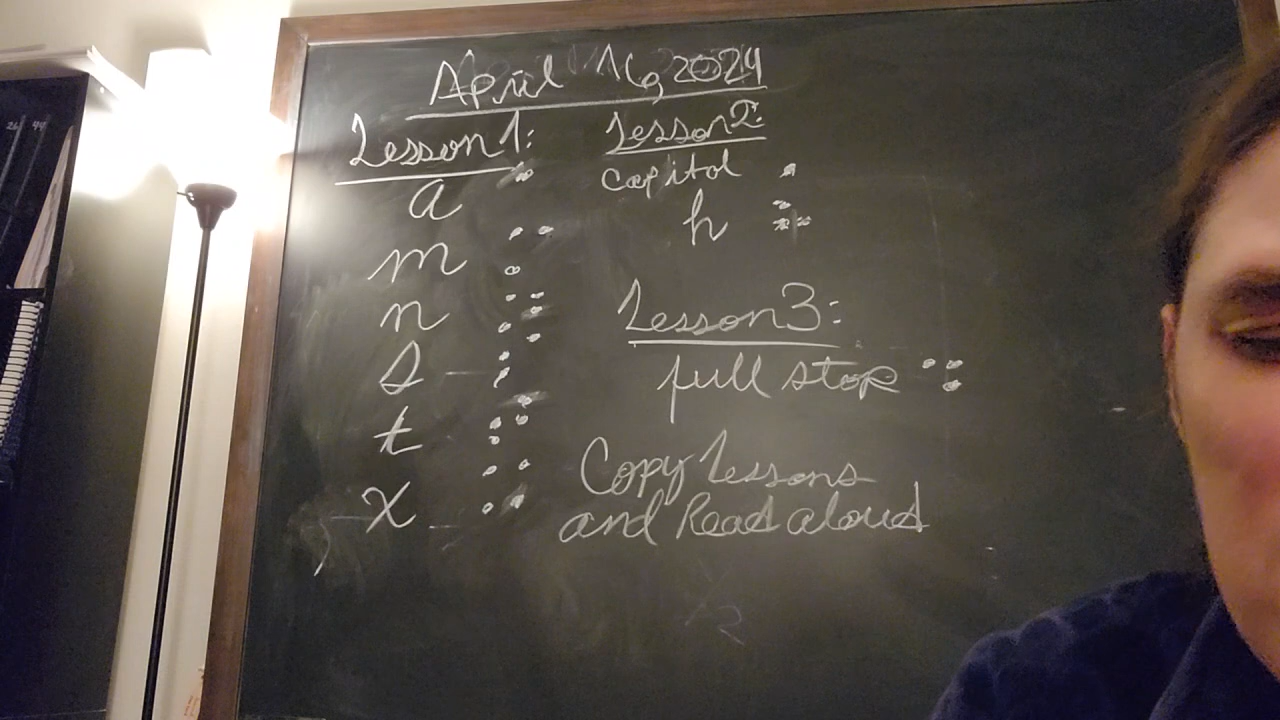 April 16, 2024
Lesson 1:
a
m
n
s
t
x
Lesson 2:
capitol
h
Lesson 3:
full stop
Copy Lessons
and Read aloud